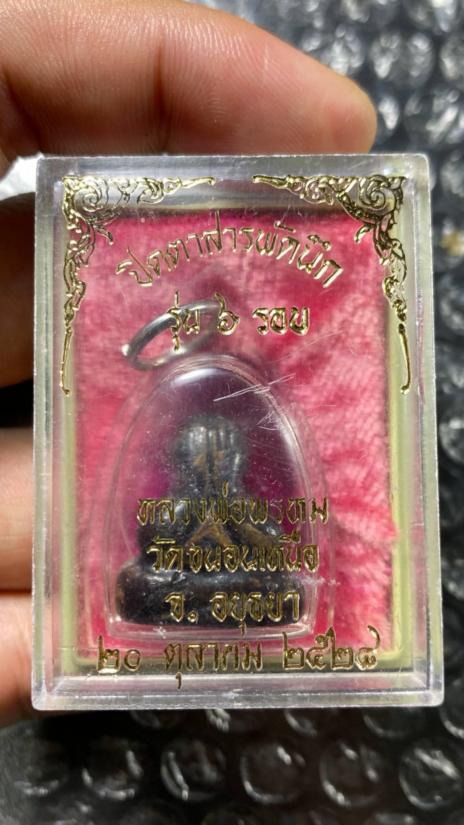 ปิดตาสารพัดนึก
รุ่น ๖ รอบ
หลวงพ่อพรหม
วัดขนอนเหนือ
จ. อยุธยา
๒๐ ตุลาคม ๒๕๒๘